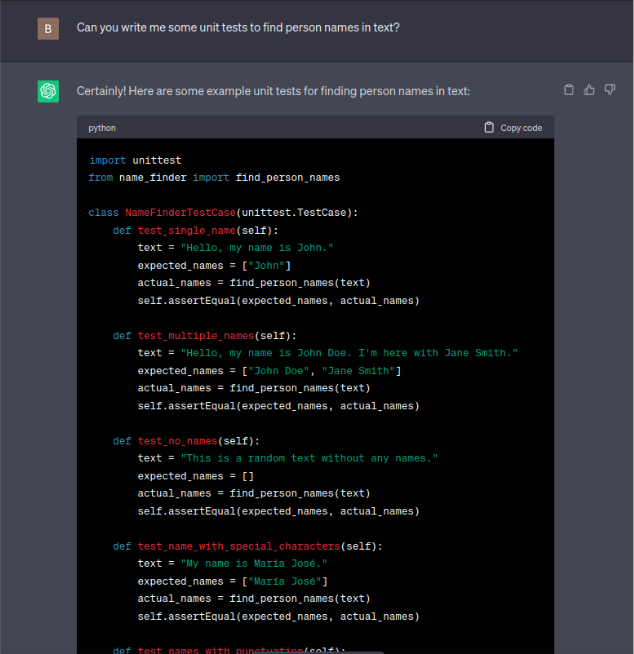 B
Can you write me some unit tests to find person names in text?
Certainly! Here are some example unit tests for finding person names in text:
python
Copy code
import unittest
from name_finder import find_person_names
class NameFinderTestCase(unittest.TestCase):
def test_single_name(self):
text = "Hello, my name is John."
expected_names = ["John"]
actual_names = find_person_names(text)
self.assertEqual(expected_names, actual_names)
def test_multiple_names(self):
text = "Hello, my name is John Doe. I'm here with Jane Smith."
expected_names = ["John Doe", "Jane Smith"]
actual_names = find_person_names(text)
self.assertEqual(expected_names, actual_names)
def test_no_names(self):
text = "This is a random text without any names."
expected_names = []
actual_names = find_person_names(text)
self.assertEqual(expected_names, actual_names)
def test_name_with_special_characters(self):
text = "My name is María José."
expected_names = ["María José"]
actual_names = find_person_names(text)
self.assertEqual(expected_names, actual_names)
def test_names_with_punctuation(self):